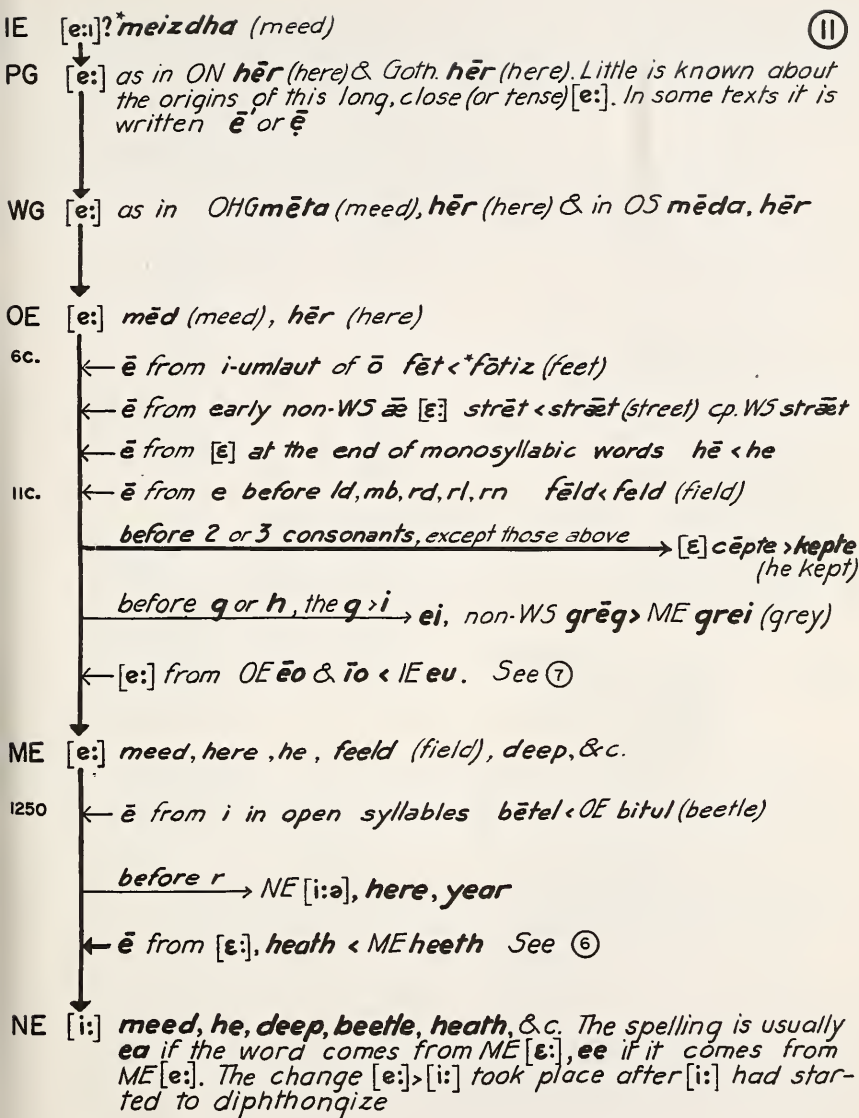 IE [e:ı]?*meizdha (meed) ⑪
PG [e:] as in ON hēr (here) & Goth. hēr (here). Little is known about
the origins of this long, close (or tense) [e:]. In some texts it is
written ē or ẹ̄
WG [e:] as in OHG mēta (meed), hēr (here) & in OS mēda, hēr
OE [e:] mēd (meed), hēr (here)
6c. ← ē from i-umlaut of ō fēt < *fōtiz (feet)
← ē from early non-WS ǣ [ɛ:] strēt < strǣt (street) cp. WS strǣt
← ē from [ɛ] at the end of monosyllabic words hē < he
11c. ← ē from e before ld, mb, rd, rl, rn fēld < feld (field)
before 2 or 3 consonants, except those above → [ɛ] cēpte > kepte
(he kept)
before g or h, the g > i → ei, non-WS grēg > ME grei (grey)
← [e:] from OE ēo & īo < IE eu. See ⑦
ME [e:] meed, here, he, feeld (field), deep, &c.
1250 ← ē from i in open syllables bētel < OE bitul (beetle)
before r → NE [i:ə], here, year
← ē from [ɛ:], heath < ME heeth See ⑥
NE [i:] meed, he, deep, beetle, heath, &c. The spelling is usually
ea if the word comes from ME [ɛ:], ee if it comes from
ME [e:]. The change [e:] > [i:] took place after [i:] had star-
ted to diphthongize